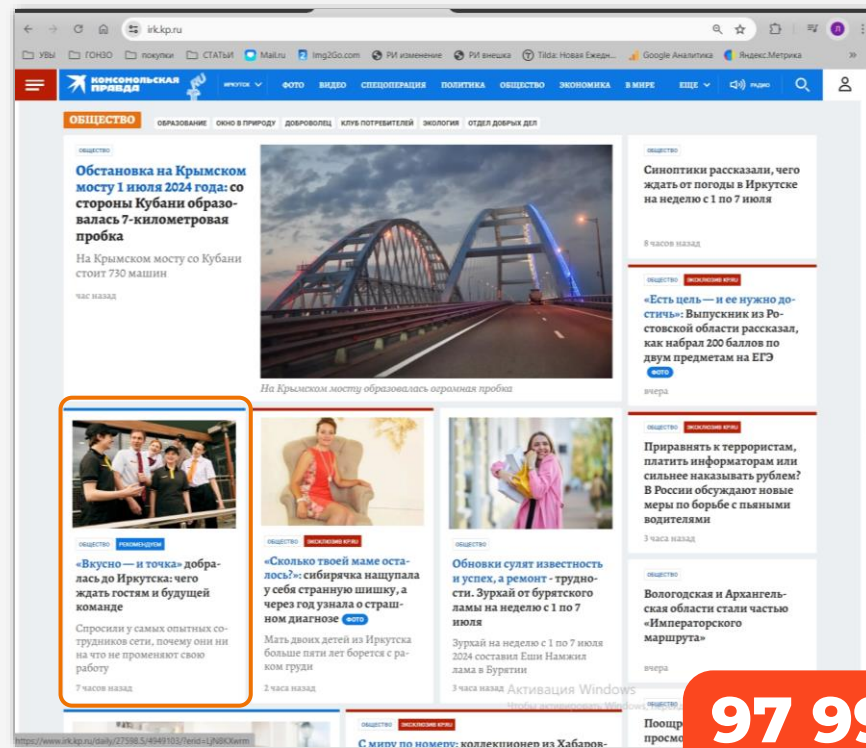 irk.kp.ru
УВЫ
ГОНЗО
покупки
СТАТЬИ
Mail.ru
Img2Go.com
РИ изменение
РИ внешка
Tilda: Новая Ежедн...
Google Аналитика
Яндекс.Метрика
»
КОМСОМОЛЬСКАЯ
ПРАВДА
ИРКУТСК
ФОТО
ВИДЕО
СПЕЦОПЕРАЦИЯ
ПОЛИТИКА
ОБЩЕСТВО
ЭКОНОМИКА
В МИРЕ
ЕЩЕ
РАДИО
ОБЩЕСТВО
ОБРАЗОВАНИЕ
ОКНО В ПРИРОДУ
ДОБРОВОЛЕЦ
КЛУБ ПОТРЕБИТЕЛЕЙ
ЭКОЛОГИЯ
ОТДЕЛ ДОБРЫХ ДЕЛ
ОБЩЕСТВО
Обстановка на Крымском
мосту 1 июля 2024 года: со
стороны Кубани образо-
валась 7-километровая
пробка
На Крымском мосту со Кубани
стоит 730 машин
час назад
На Крымском мосту образовалась огромная пробка
ОБЩЕСТВО
Синоптики рассказали, чего
ждать от погоды в Иркутске
на неделю с 1 по 7 июля
8 часов назад
ОБЩЕСТВО ЭКСКЛЮЗИВ KP.RU
«Есть цель — и ее нужно до-
стичь»: Выпускник из Ро-
стовской области рассказал,
как набрал 200 баллов по
двум предметам на ЕГЭ
ФОТО
вчера
ОБЩЕСТВО РЕКОМЕНДУЕМ
«Вкусно — и точка» добра-
лась до Иркутска: чего
ждать гостям и будущей
команде
Спросили у самых опытных со-
трудников сети, почему они ни
на что не променяют свою
работу
7 часов назад
ОБЩЕСТВО ЭКСКЛЮЗИВ KP.RU
«Сколько твоей маме оста-
лось?»: сибирячка нащупала
у себя странную шишку, а
через год узнала о страш-
ном диагнозе ФОТО
Мать двоих детей из Иркутска
больше пяти лет борется с ра-
ком груди
2 часа назад
ОБЩЕСТВО
Обновки сулят известность
и успех, а ремонт - трудно-
сти. Зурхай от бурятского
ламы на неделю с 1 по 7
июля
Зурхай на неделю с 1 по 7 июля
2024 составил Еши Намжил
лама в Бурятии
3 часа назад
ОБЩЕСТВО ЭКСКЛЮЗИВ KP.RU
Приравнять к террористам,
платить информаторам или
сильнее наказывать рублем?
В России обсуждают новые
меры по борьбе с пьяными
водителями
3 часа назад
ОБЩЕСТВО
Вологодская и Архангель-
ская области стали частью
«Императорского
маршрута»
вчера
Активация Windows
Чтобы активировать Windows,
ОБЩЕСТВО
Поощр
просмо
97 99
ОБЩЕСТВО ЭКСКЛЮЗИВ KP.RU
С миру по номеру: коллекционер из Хабаров-